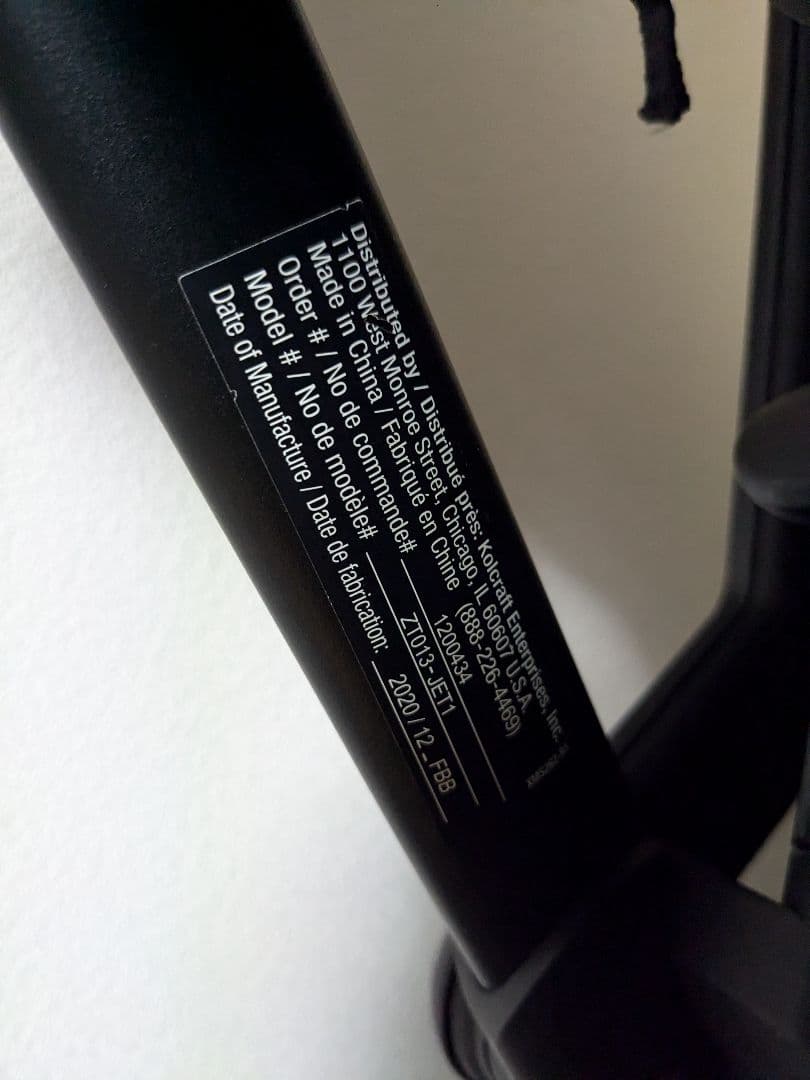 Distributed by / Distribué près: Kolcraft Enterprises, Inc.
1100 West Monroe Street, Chicago, IL 60607 U.S.A.
Made in China / Fabriqué en Chine (888-226-4469)
Order # / No de commande# 1200434
Model # / No de modèle# ZT013-JET1
Date of Manufacture / Date de fabrication: 2020/12_FBB